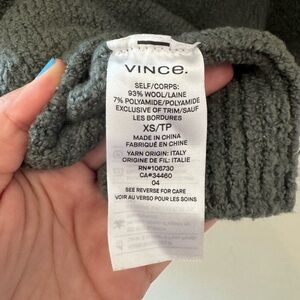 VINCE.
SELF/CORPS:
93% WOOL/LAINE
7% POLYAMIDE/POLYAMIDE
EXCLUSIVE OF TRIM/SAUF
LES BORDURES
XS/TP
MADE IN CHINA
FABRIQUÉ EN CHINE
YARN ORIGIN: ITALY
ORIGINE DE FIL: ITALIE
RN#106730
CA#34460
04
SEE REVERSE FOR CARE
VOIR AU VERSO POUR LES SOINS